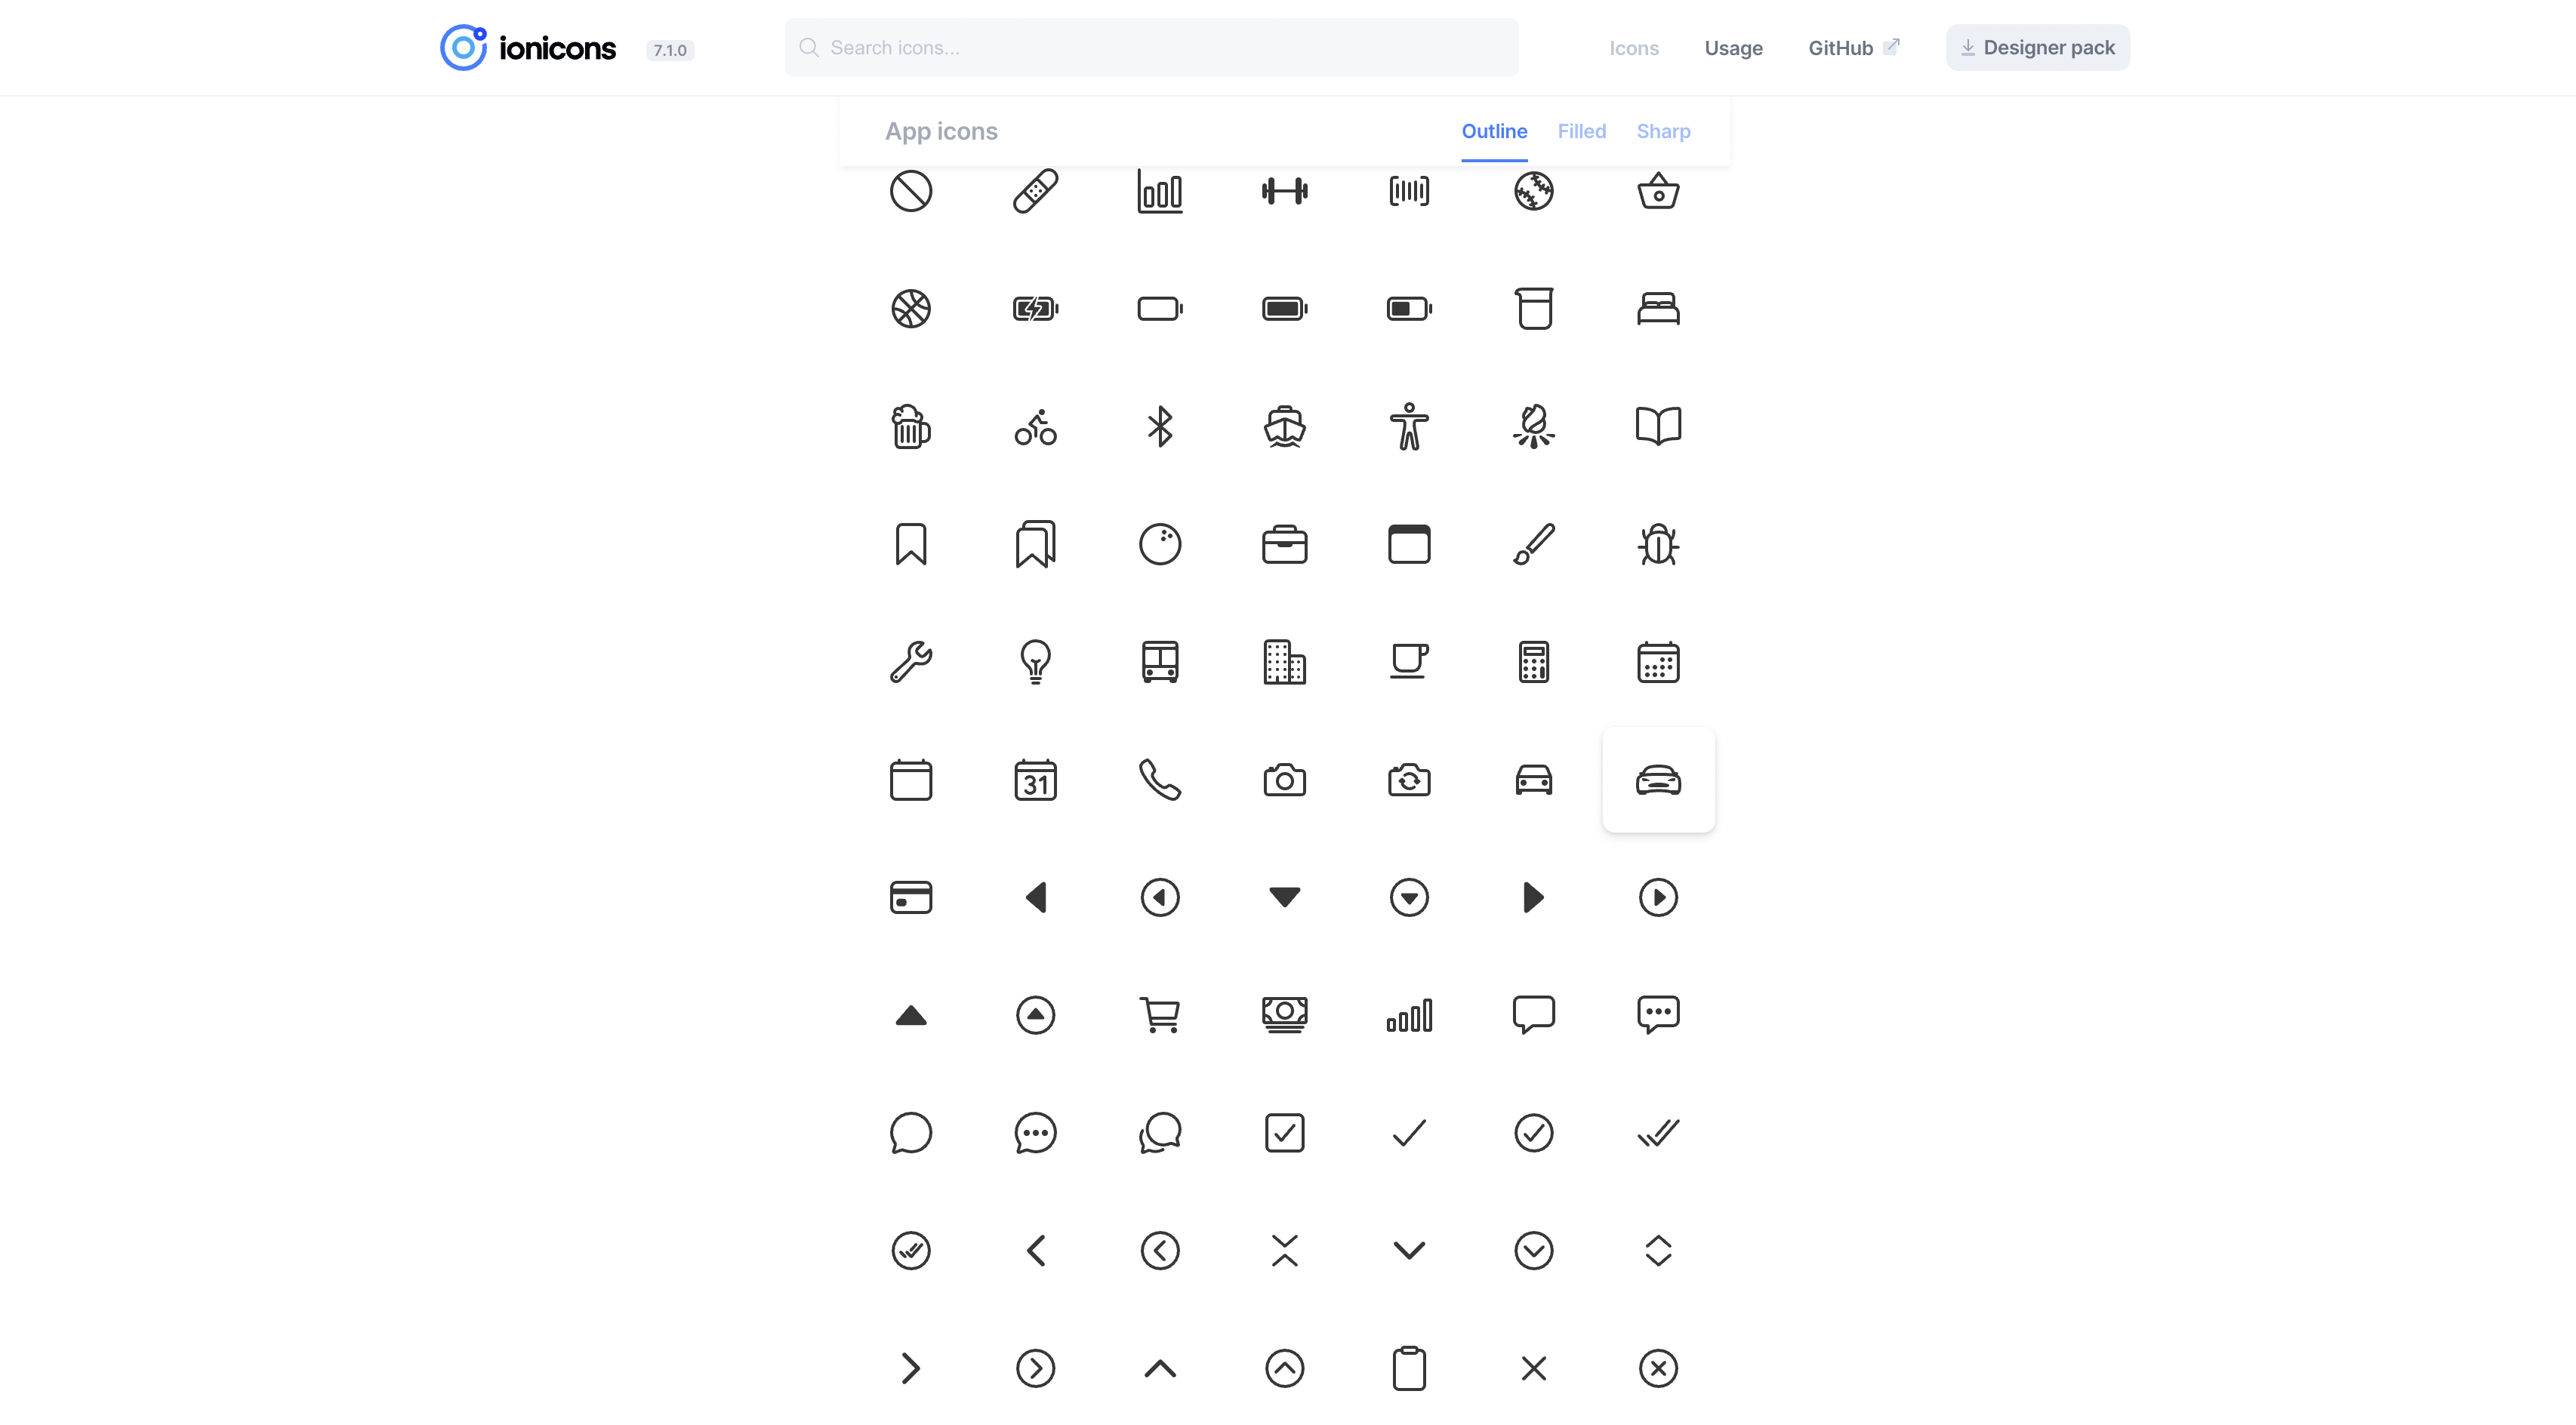 ionicons 7.1.0 Search icons... Icons Usage GitHub Designer pack
App icons Outline Filled Sharp
31